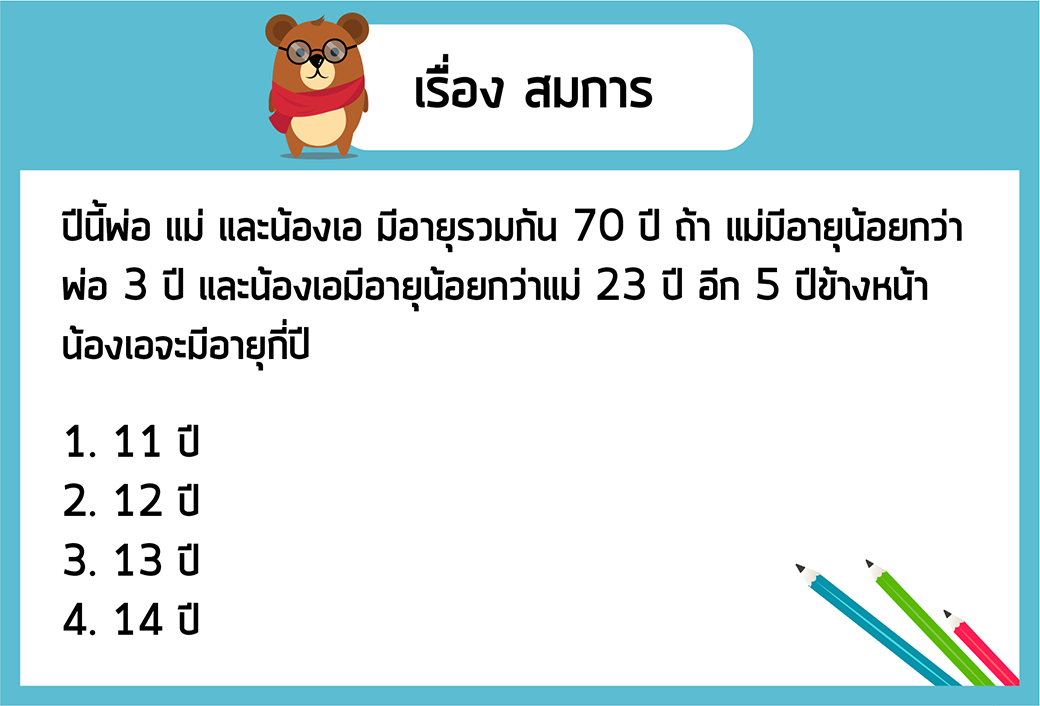 เรื่อง สมการ
ปีนี้พ่อ แม่ และน้องเอ มีอายุรวมกัน 70 ปี ถ้า แม่มีอายุน้อยกว่า
พ่อ 3 ปี และน้องเอมีอายุน้อยกว่าแม่ 23 ปี อีก 5 ปีข้างหน้า
น้องเอจะมีอายุกี่ปี
1. 11 ปี
2. 12 ปี
3. 13 ปี
4. 14 ปี